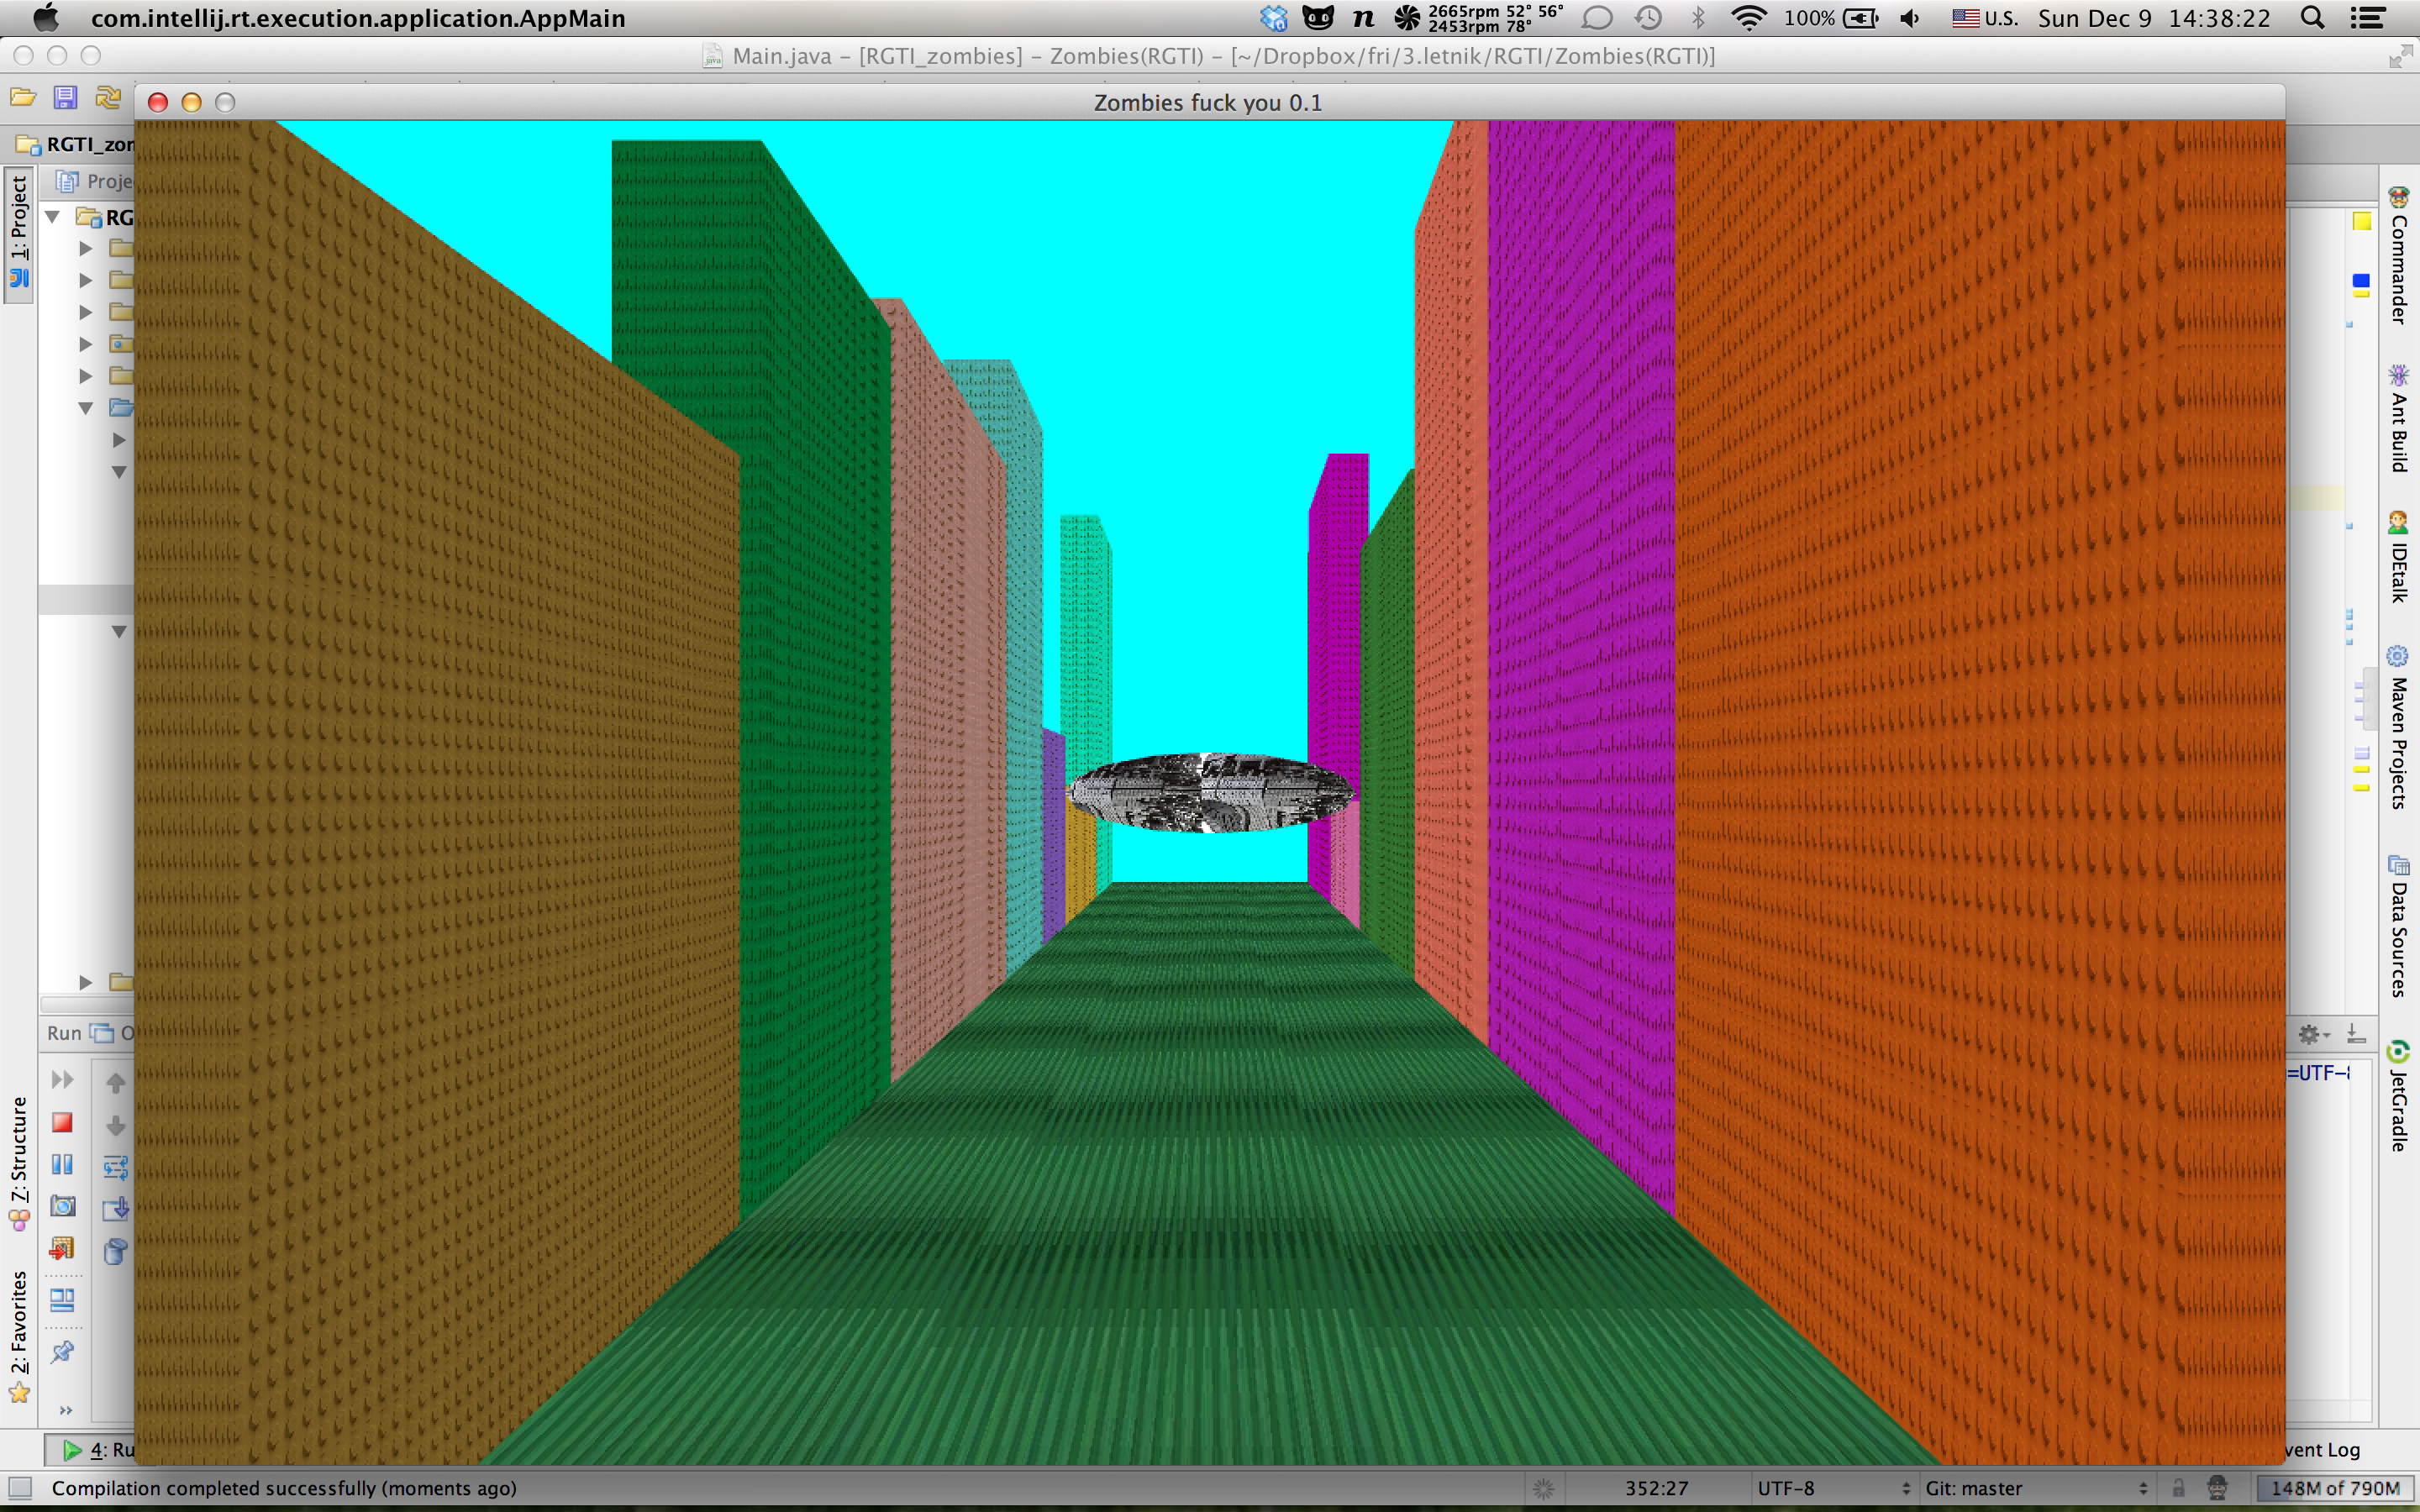 com.intellij.rt.execution.application.AppMain
2665rpm 52° 56°
2453rpm 78°
100%
U.S.
Sun Dec 9 14:38:22
Main.java – [RGTI_zombies] – Zombies(RGTI) – [~/Dropbox/fri/3.letnik/RGTI/Zombies(RGTI)]
Zombies fuck you 0.1
RGTI_zor
1: Project
Proje
RG
Commander
Ant Build
IDEtalk
Maven Projects
Data Sources
JetGradle
Run
=UTF-8
7: Structure
2: Favorites
4: Ru
vent Log
Compilation completed successfully (moments ago)
352:27
UTF-8
Git: master
148M of 790M